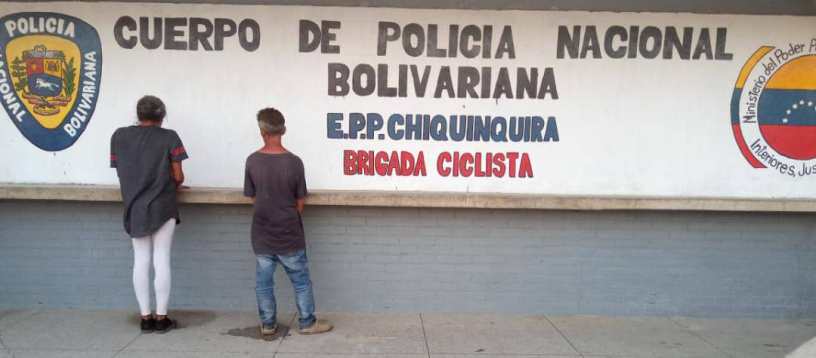 POLICIA
NACIONAL
BOLIVARIANA
CUERPO DE POLICIA NACIONAL
BOLIVARIANA
E.P.P. CHIQUINQUIRA
BRIGADA CICLISTA
Ministerio del Poder P
Interiores, Jus